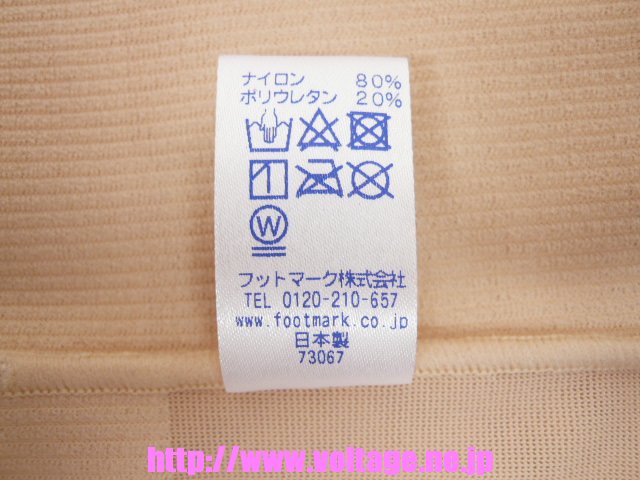 ナイロン 80%
ポリウレタン 20%
W
フットマーク株式会社
TEL 0120-210-657
www.footmark.co.jp
日本製
73067
http://www.voltage.ne.jp